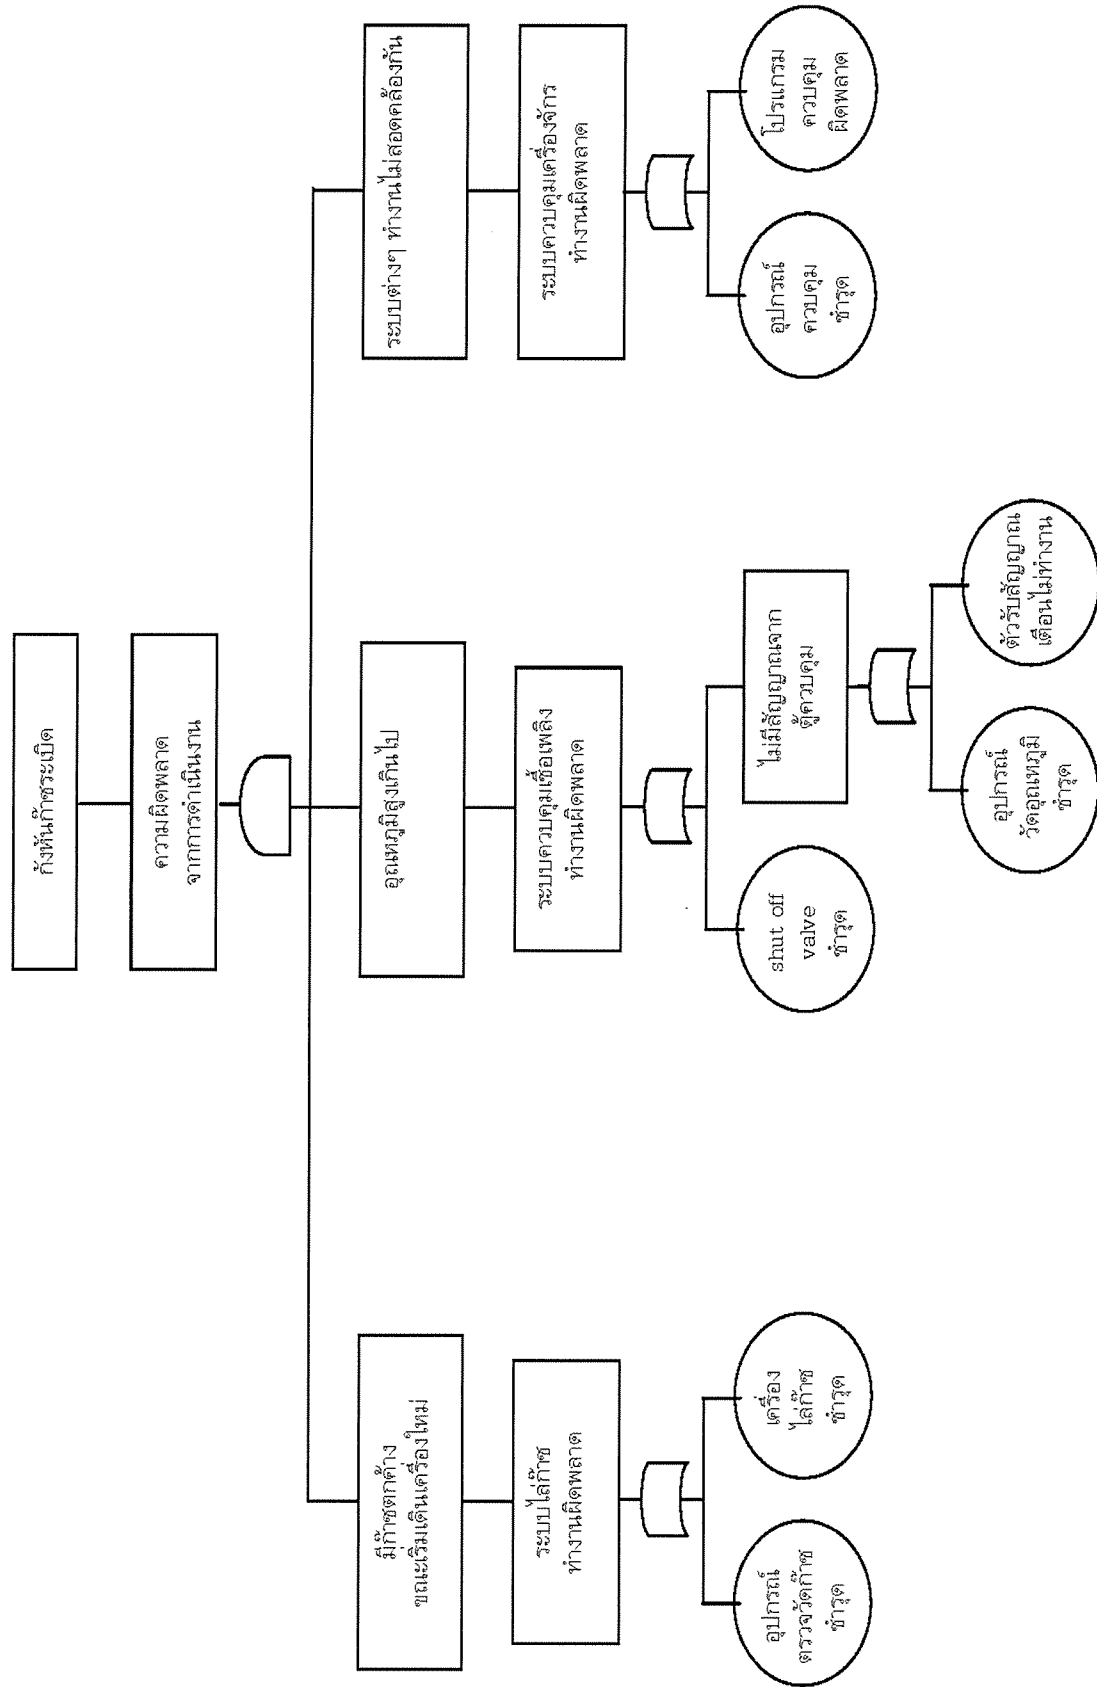 กังหันก๊าซระเบิด
ความผิดพลาด
จากการดำเนินงาน
มีก๊าซตกค้าง
ขณะเริ่มเดินเครื่องใหม่
อุณหภูมิสูงเกินไป
ระบบต่างๆ ทำงานไม่สอดคล้องกัน
ระบบไล่ก๊าซ
ทำงานผิดพลาด
ระบบควบคุมเชื้อเพลิง
ทำงานผิดพลาด
ระบบควบคุมเครื่องจักร
ทำงานผิดพลาด
อุปกรณ์
ตรวจวัดก๊าซ
ชำรุด
เครื่อง
ไล่ก๊าซ
ชำรุด
shut off
valve
ชำรุด
ไม่มีสัญญาณจาก
ตู้ควบคุม
อุปกรณ์
ควบคุม
ชำรุด
โปรแกรม
ควบคุม
ผิดพลาด
อุปกรณ์
วัดอุณหภูมิ
ชำรุด
ตัวรับสัญญาณ
เตือนไม่ทำงาน